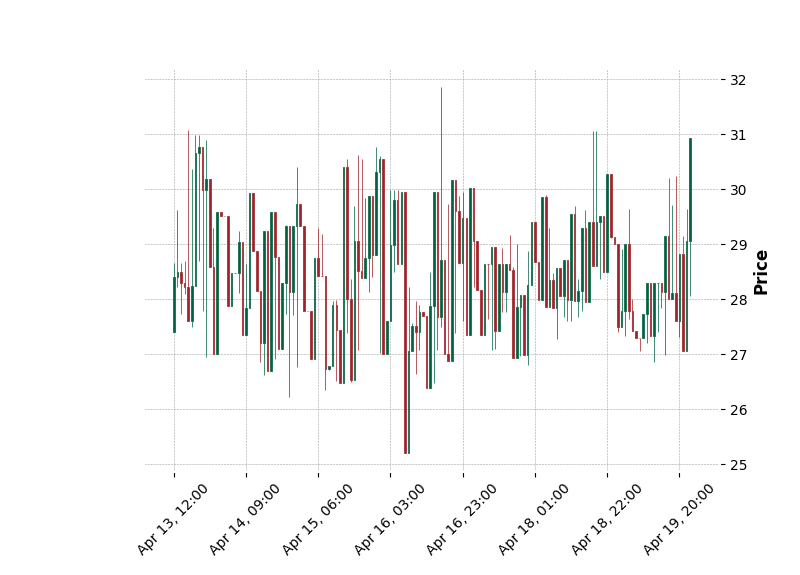 32
31
30
29
28
27
26
25
Price
Apr 13, 12:00
Apr 14, 09:00
Apr 15, 06:00
Apr 16, 03:00
Apr 16, 23:00
Apr 18, 01:00
Apr 18, 22:00
Apr 19, 20:00